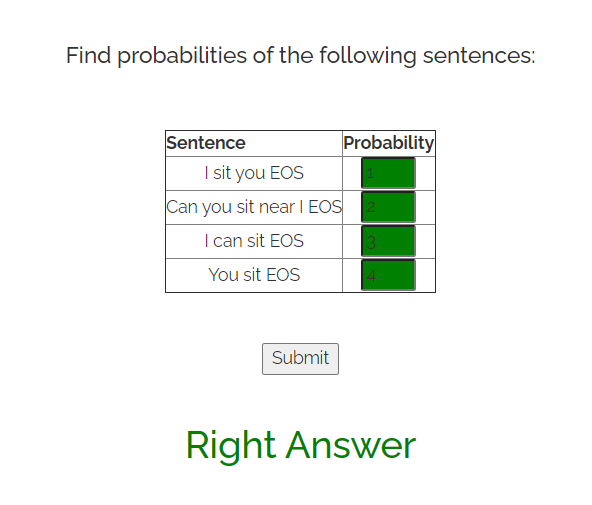 Find probabilities of the following sentences:
Sentence Probability
I sit you EOS 1
Can you sit near I EOS 2
I can sit EOS 3
You sit EOS 4
Submit
Right Answer